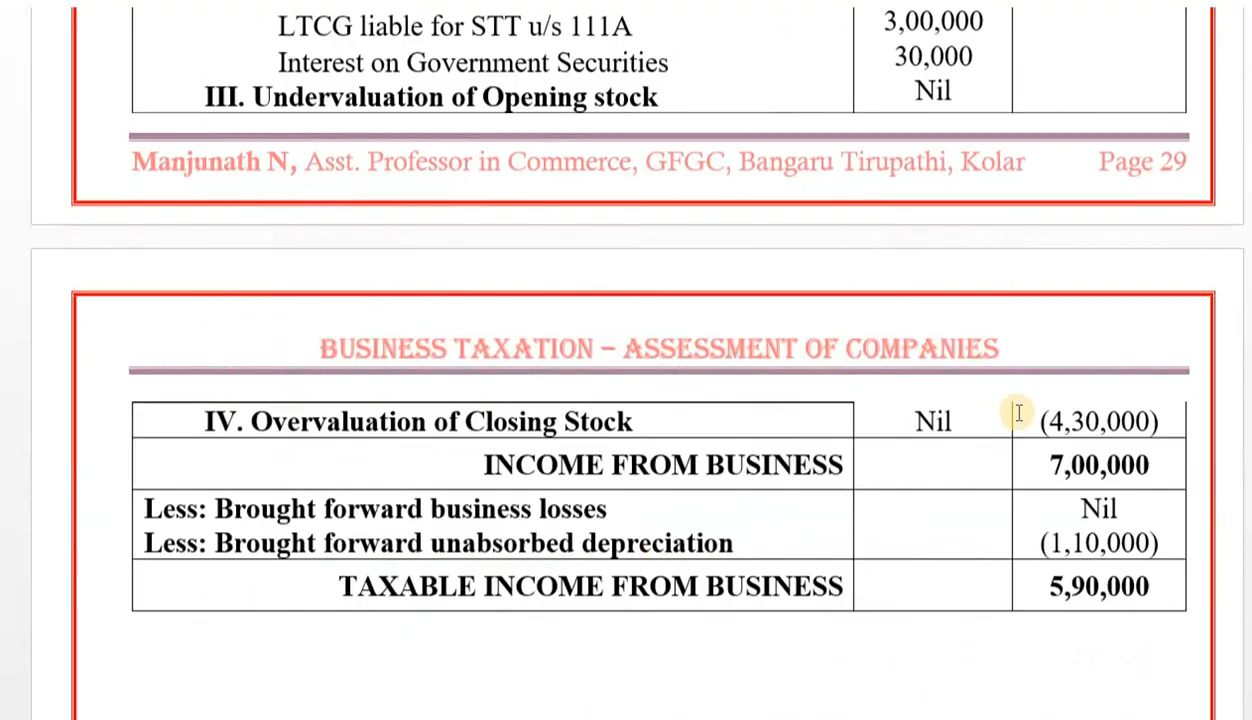 LTCG liable for STT u/s 111A 3,00,000
Interest on Government Securities 30,000
III. Undervaluation of Opening stock Nil
Manjunath N, Asst. Professor in Commerce, GFGC, Bangaru Tirupathi, Kolar Page 29
BUSINESS TAXATION – ASSESSMENT OF COMPANIES
IV. Overvaluation of Closing Stock Nil (4,30,000)
INCOME FROM BUSINESS 7,00,000
Less: Brought forward business losses Nil
Less: Brought forward unabsorbed depreciation (1,10,000)
TAXABLE INCOME FROM BUSINESS 5,90,000